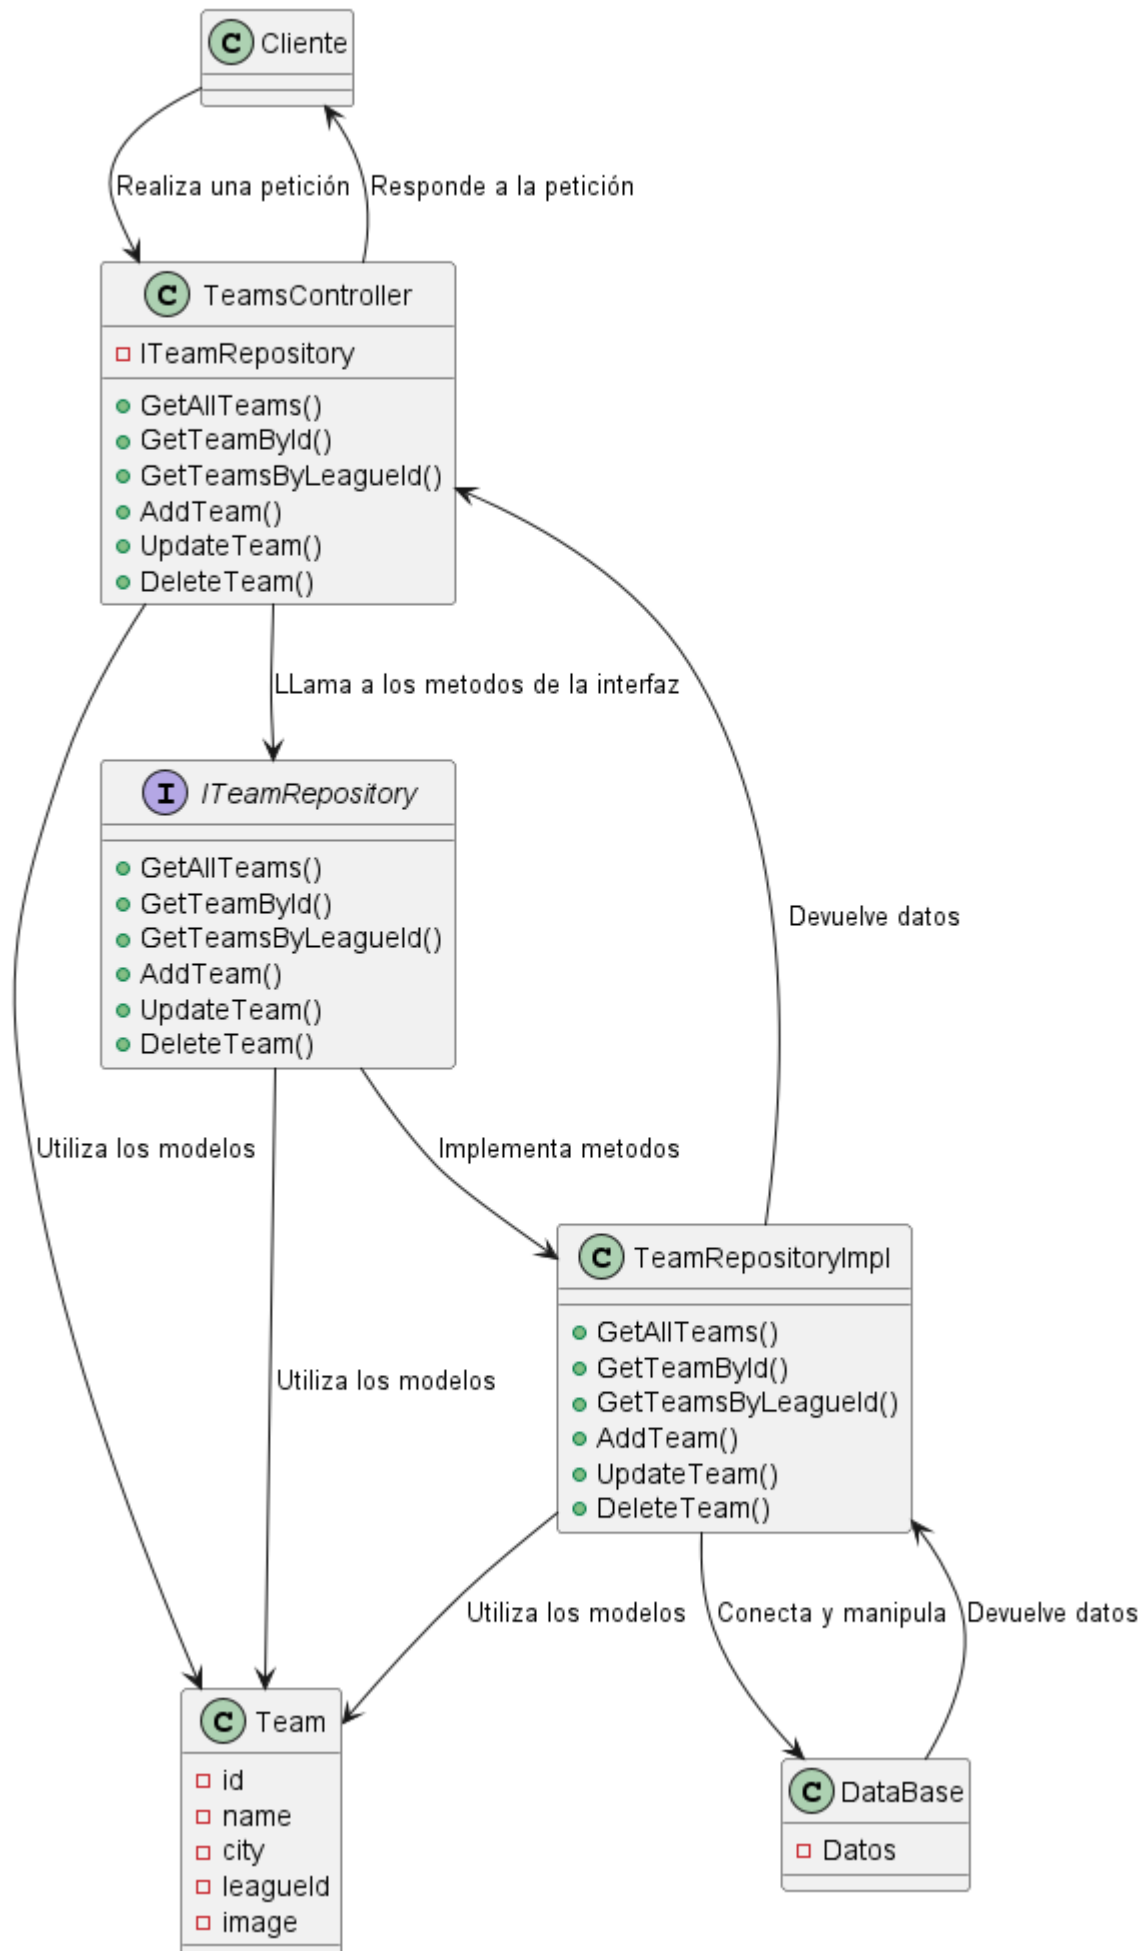 C Cliente
Realiza una petición
Responde a la petición
C TeamsController
ITeamRepository
GetAllTeams()
GetTeamById()
GetTeamsByLeagueId()
AddTeam()
UpdateTeam()
DeleteTeam()
LLama a los metodos de la interfaz
I ITeamRepository
GetAllTeams()
GetTeamById()
GetTeamsByLeagueId()
AddTeam()
UpdateTeam()
DeleteTeam()
Devuelve datos
Utiliza los modelos
Implementa metodos
C TeamRepositoryImpl
GetAllTeams()
GetTeamById()
GetTeamsByLeagueId()
AddTeam()
UpdateTeam()
DeleteTeam()
Utiliza los modelos
Utiliza los modelos
Conecta y manipula
Devuelve datos
C Team
id
name
city
leagueId
image
C DataBase
Datos